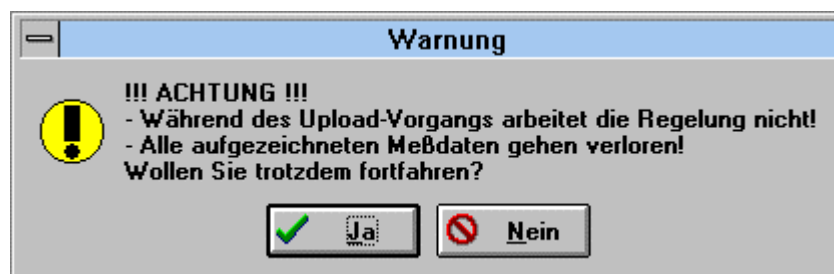 Warnung
!!! ACHTUNG !!!
- Während des Upload-Vorgangs arbeitet die Regelung nicht!
- Alle aufgezeichneten Meßdaten gehen verloren!
Wollen Sie trotzdem fortfahren?
Ja Nein